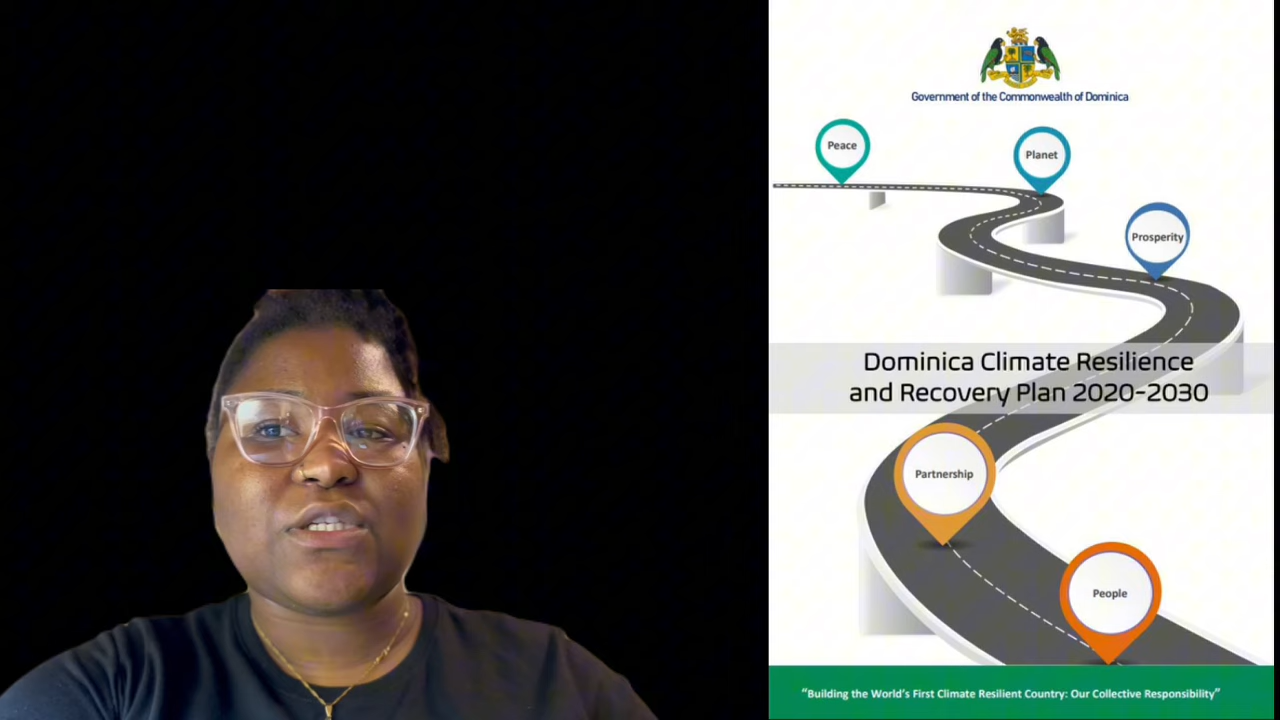 Government of the Commonwealth of Dominica
Peace
Planet
Prosperity
Dominica Climate Resilience
and Recovery Plan 2020-2030
Partnership
People
“Building the World’s First Climate Resilient Country: Our Collective Responsibility”